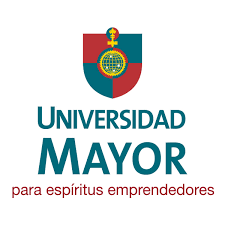 UNIVERSIDAD
MAYOR
para espíritus emprendedores